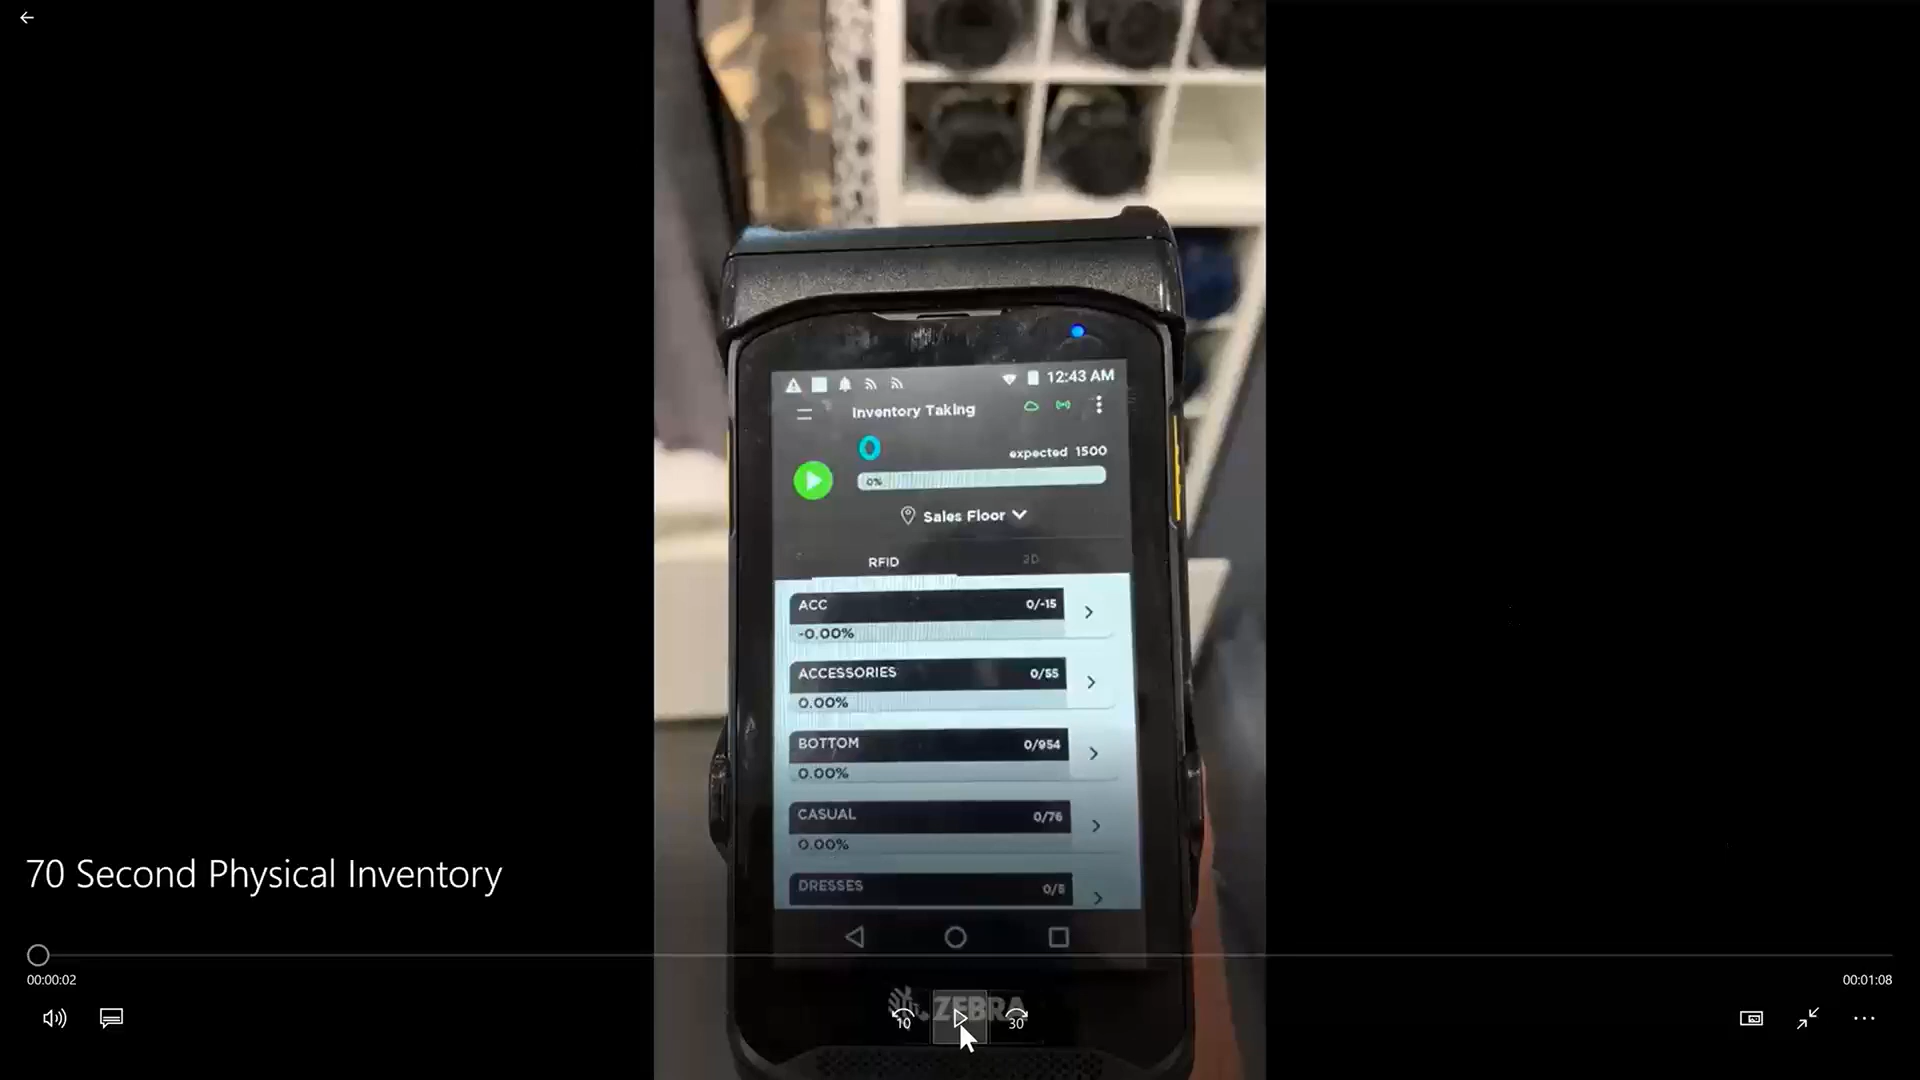 12:43 AM
Inventory Taking
expected 1500
0%
Sales Floor
RFID
2D
ACC 0/-15
-0.00%
ACCESSORIES 0/55
0.00%
BOTTOM 0/954
0.00%
CASUAL 0/76
0.00%
DRESSES 0/5
70 Second Physical Inventory
00:00:02
00:01:08
ZEBRA
10
30